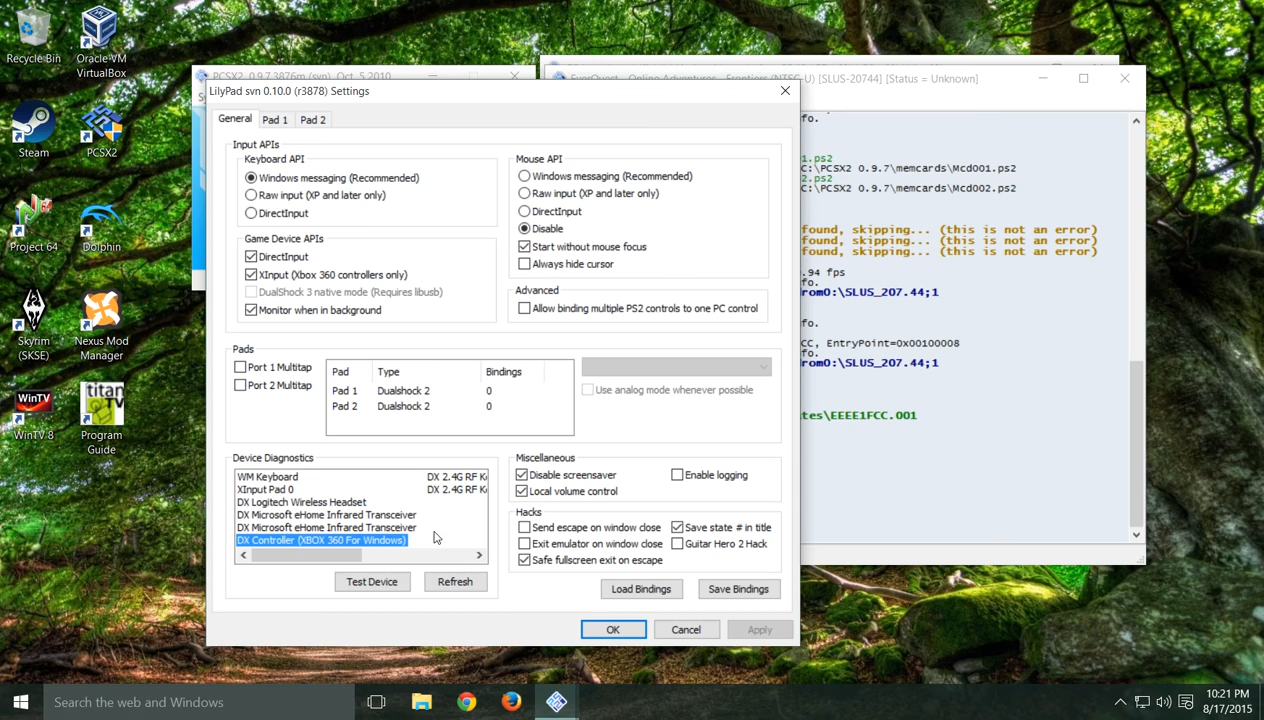 Recycle Bin
Oracle VM
VirtualBox
Steam
PCSX2
Project 64
Dolphin
Skyrim
(SKSE)
Nexus Mod
Manager
WinTV
WinTV 8
titan
TV
Program
Guide
PCSX2 0.9.7.3876m (svn) Oct 5 2010
EverQuest - Online Adventures - Frontiers (NTSC-U) [SLUS-20744] [Status = Unknown]
LilyPad svn 0.10.0 (r3878) Settings
General
Pad 1
Pad 2
Input APIs
Keyboard API
Windows messaging (Recommended)
Raw input (XP and later only)
DirectInput
Mouse API
Windows messaging (Recommended)
Raw input (XP and later only)
DirectInput
Disable
Start without mouse focus
Always hide cursor
Game Device APIs
DirectInput
XInput (Xbox 360 controllers only)
DualShock 3 native mode (Requires libusb)
Monitor when in background
Advanced
Allow binding multiple PS2 controls to one PC control
Pads
Port 1 Multitap
Port 2 Multitap
Pad Type Bindings
Pad 1 Dualshock 2 0
Pad 2 Dualshock 2 0
Use analog mode whenever possible
Device Diagnostics
WM Keyboard DX 2.4G RF K
XInput Pad 0 DX 2.4G RF K
DX Logitech Wireless Headset
DX Microsoft eHome Infrared Transceiver
DX Microsoft eHome Infrared Transceiver
DX Controller (XBOX 360 For Windows)
Test Device
Refresh
Miscellaneous
Disable screensaver
Enable logging
Local volume control
Hacks
Send escape on window close
Save state # in title
Exit emulator on window close
Guitar Hero 2 Hack
Safe fullscreen exit on escape
Load Bindings
Save Bindings
OK
Cancel
Apply
fo.
1.ps2
C:\PCSX2 0.9.7\memcards\Mcd001.ps2
2.ps2
C:\PCSX2 0.9.7\memcards\Mcd002.ps2
found, skipping... (this is not an error)
found, skipping... (this is not an error)
found, skipping... (this is not an error)
.94 fps
fo.
rom0:\SLUS_207.44;1
fo.
CC, EntryPoint=0x00100008
fo.
rom0:\SLUS_207.44;1
tes\EEEE1FCC.001
Search the web and Windows
10:21 PM
8/17/2015